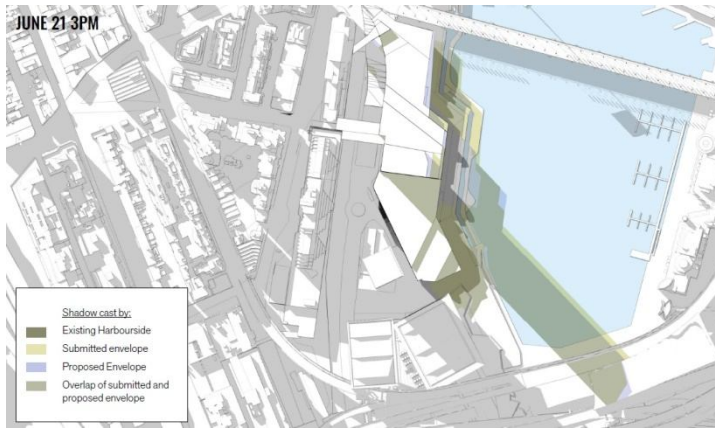 JUNE 21 3PM
Shadow cast by:
Existing Harbourside
Submitted envelope
Proposed Envelope
Overlap of submitted and
proposed envelope